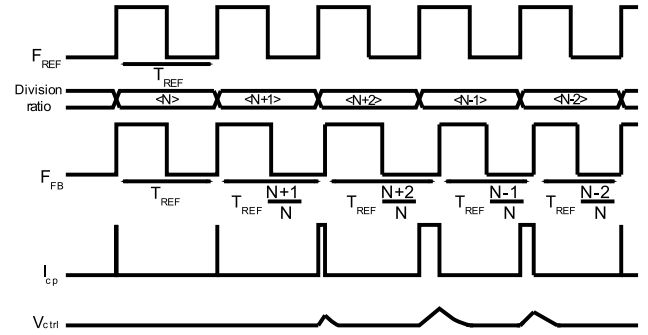 F_REF
T_REF
Division ratio
<N> <N+1> <N+2> <N-1> <N-2>
F_FB
T_REF T_REF N+1/N T_REF N+2/N T_REF N-1/N T_REF N-2/N
I_cp
V_ctrl